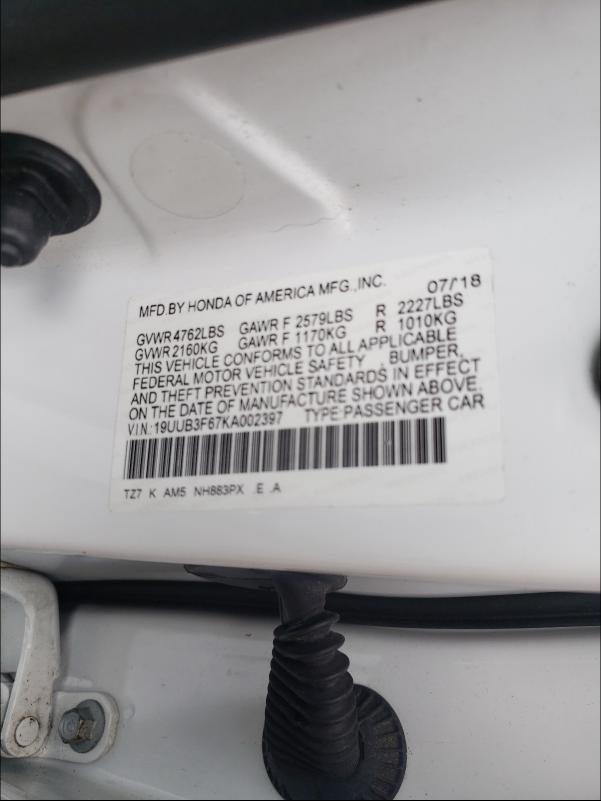 MFD.BY HONDA OF AMERICA MFG.,INC. 07/18
GVWR 4762LBS GAWR F 2579LBS R 2227LBS
GVWR 2160KG GAWR F 1170KG R 1010KG
THIS VEHICLE CONFORMS TO ALL APPLICABLE
FEDERAL MOTOR VEHICLE SAFETY BUMPER,
AND THEFT PREVENTION STANDARDS IN EFFECT
ON THE DATE OF MANUFACTURE SHOWN ABOVE.
V.I.N.:19UUB3F67KA002397 TYPE:PASSENGER CAR
TZ7 K AM5 NH883PX .E .A